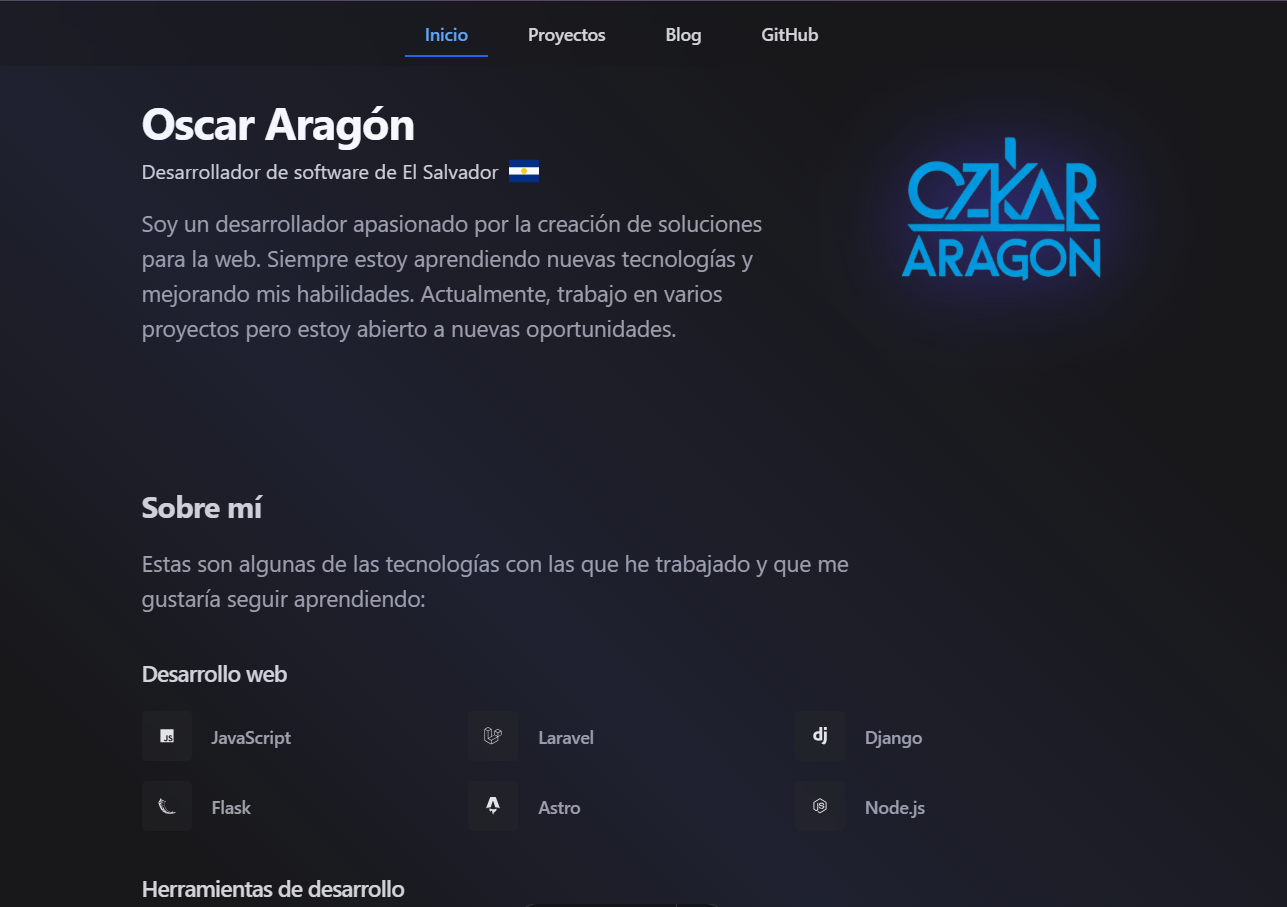 Inicio Proyectos Blog GitHub
Oscar Aragón
Desarrollador de software de El Salvador
CZKAR
ARAGON
Soy un desarrollador apasionado por la creación de soluciones
para la web. Siempre estoy aprendiendo nuevas tecnologías y
mejorando mis habilidades. Actualmente, trabajo en varios
proyectos pero estoy abierto a nuevas oportunidades.
Sobre mí
Estas son algunas de las tecnologías con las que he trabajado y que me
gustaría seguir aprendiendo:
Desarrollo web
JS JavaScript
Laravel
dj Django
Flask
Astro
JS Node.js
Herramientas de desarrollo